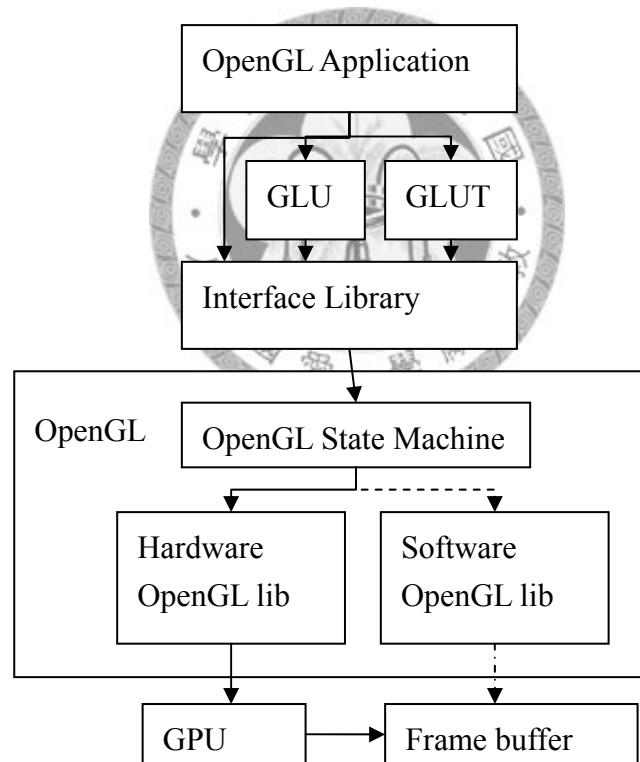 OpenGL Application
GLU
GLUT
Interface Library
OpenGL
OpenGL State Machine
Hardware
OpenGL lib
Software
OpenGL lib
GPU
Frame buffer